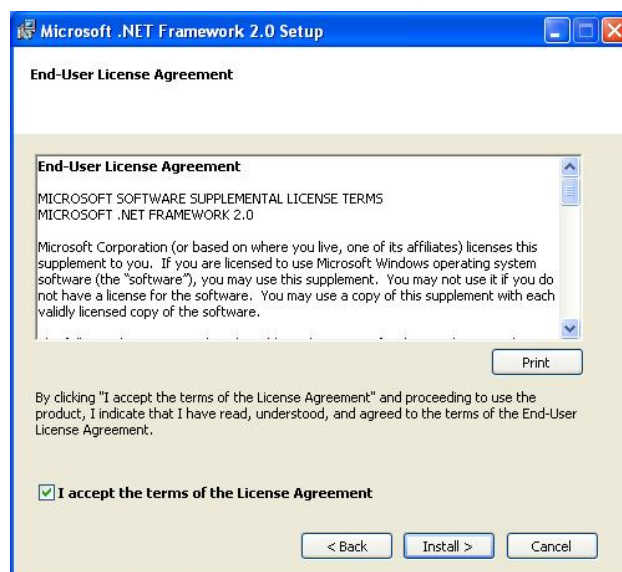 Microsoft .NET Framework 2.0 Setup
End-User License Agreement
End-User License Agreement
MICROSOFT SOFTWARE SUPPLEMENTAL LICENSE TERMS
MICROSOFT .NET FRAMEWORK 2.0
Microsoft Corporation (or based on where you live, one of its affiliates) licenses this
supplement to you. If you are licensed to use Microsoft Windows operating system
software (the "software"), you may use this supplement. You may not use it if you do
not have a license for the software. You may use a copy of this supplement with each
validly licensed copy of the software.
Print
By clicking "I accept the terms of the License Agreement" and proceeding to use the
product, I indicate that I have read, understood, and agreed to the terms of the End-User
License Agreement.
I accept the terms of the License Agreement
< Back Install > Cancel